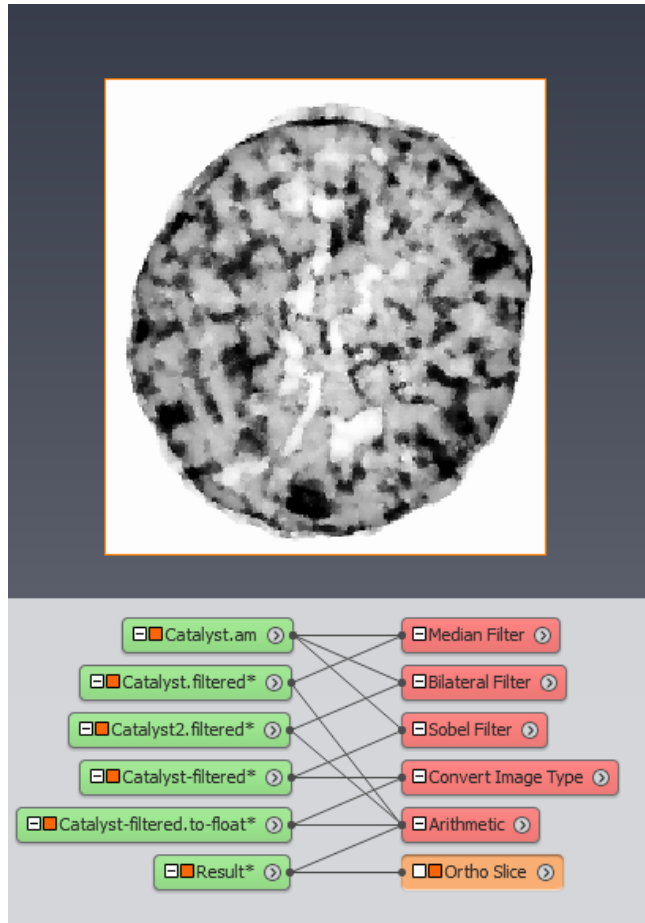 Catalyst.am Median Filter
Catalyst.filtered* Bilateral Filter
Catalyst2.filtered* Sobel Filter
Catalyst-filtered* Convert Image Type
Catalyst-filtered.to-float* Arithmetic
Result* Ortho Slice